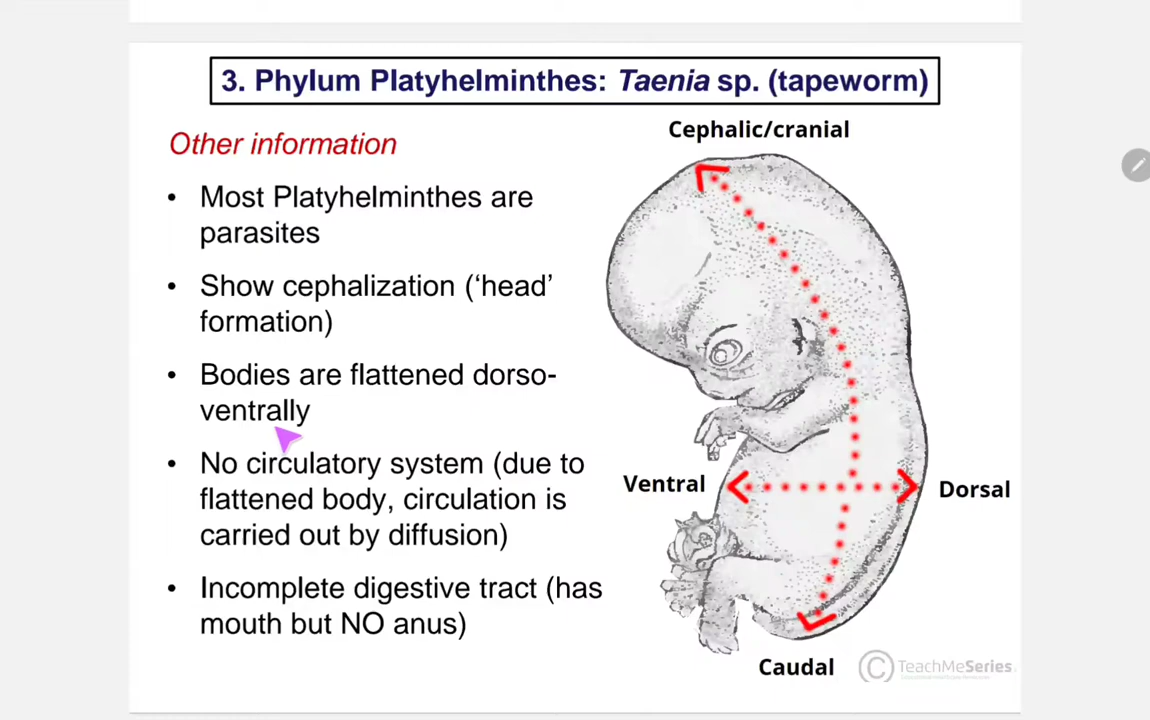 3. Phylum Platyhelminthes: Taenia sp. (tapeworm)
Other information
• Most Platyhelminthes are
parasites
• Show cephalization (‘head’
formation)
• Bodies are flattened dorso-
ventrally
• No circulatory system (due to
flattened body, circulation is
carried out by diffusion)
• Incomplete digestive tract (has
mouth but NO anus)
Cephalic/cranial
Ventral
Dorsal
Caudal
© TeachMeSeries